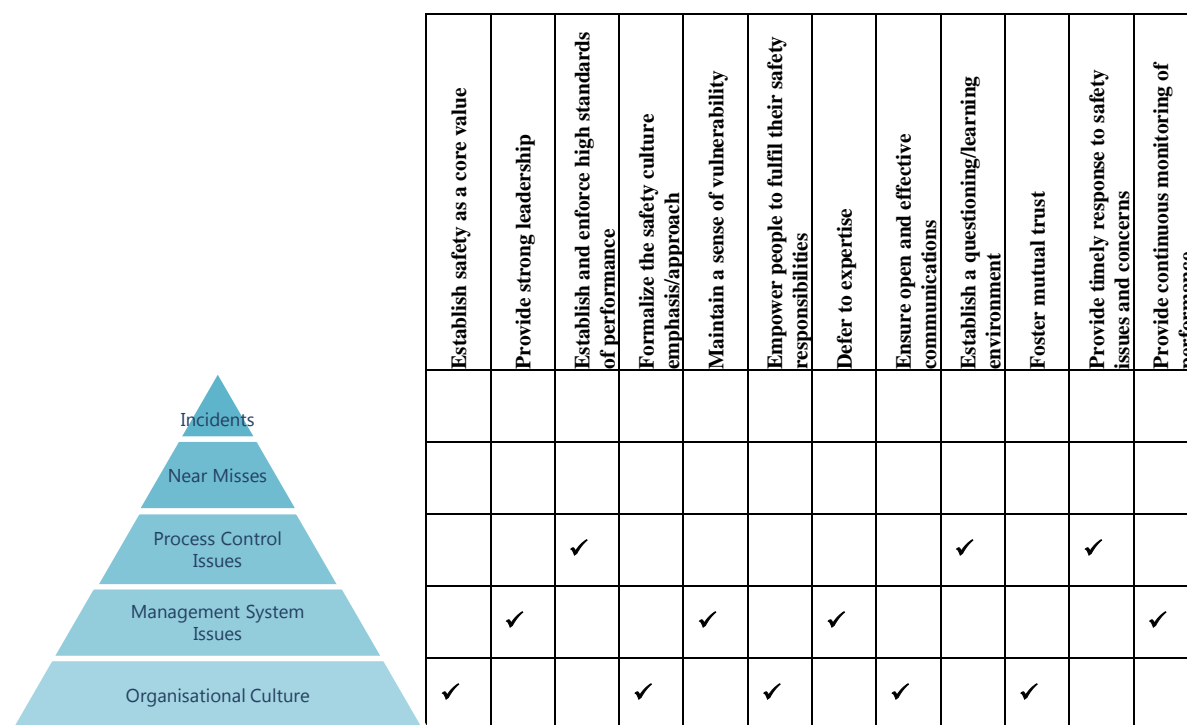 Establish safety as a core value
Provide strong leadership
Establish and enforce high standards
of performance
Formalize the safety culture
emphasis/approach
Maintain a sense of vulnerability
Empower people to fulfil their safety
responsibilities
Defer to expertise
Ensure open and effective
communications
Establish a questioning/learning
environment
Foster mutual trust
Provide timely response to safety
issues and concerns
Provide continuous monitoring of
performance
Incidents
Near Misses
Process Control
Issues
✓ ✓ ✓
Management System
Issues
✓ ✓ ✓ ✓
Organisational Culture
✓ ✓ ✓ ✓ ✓